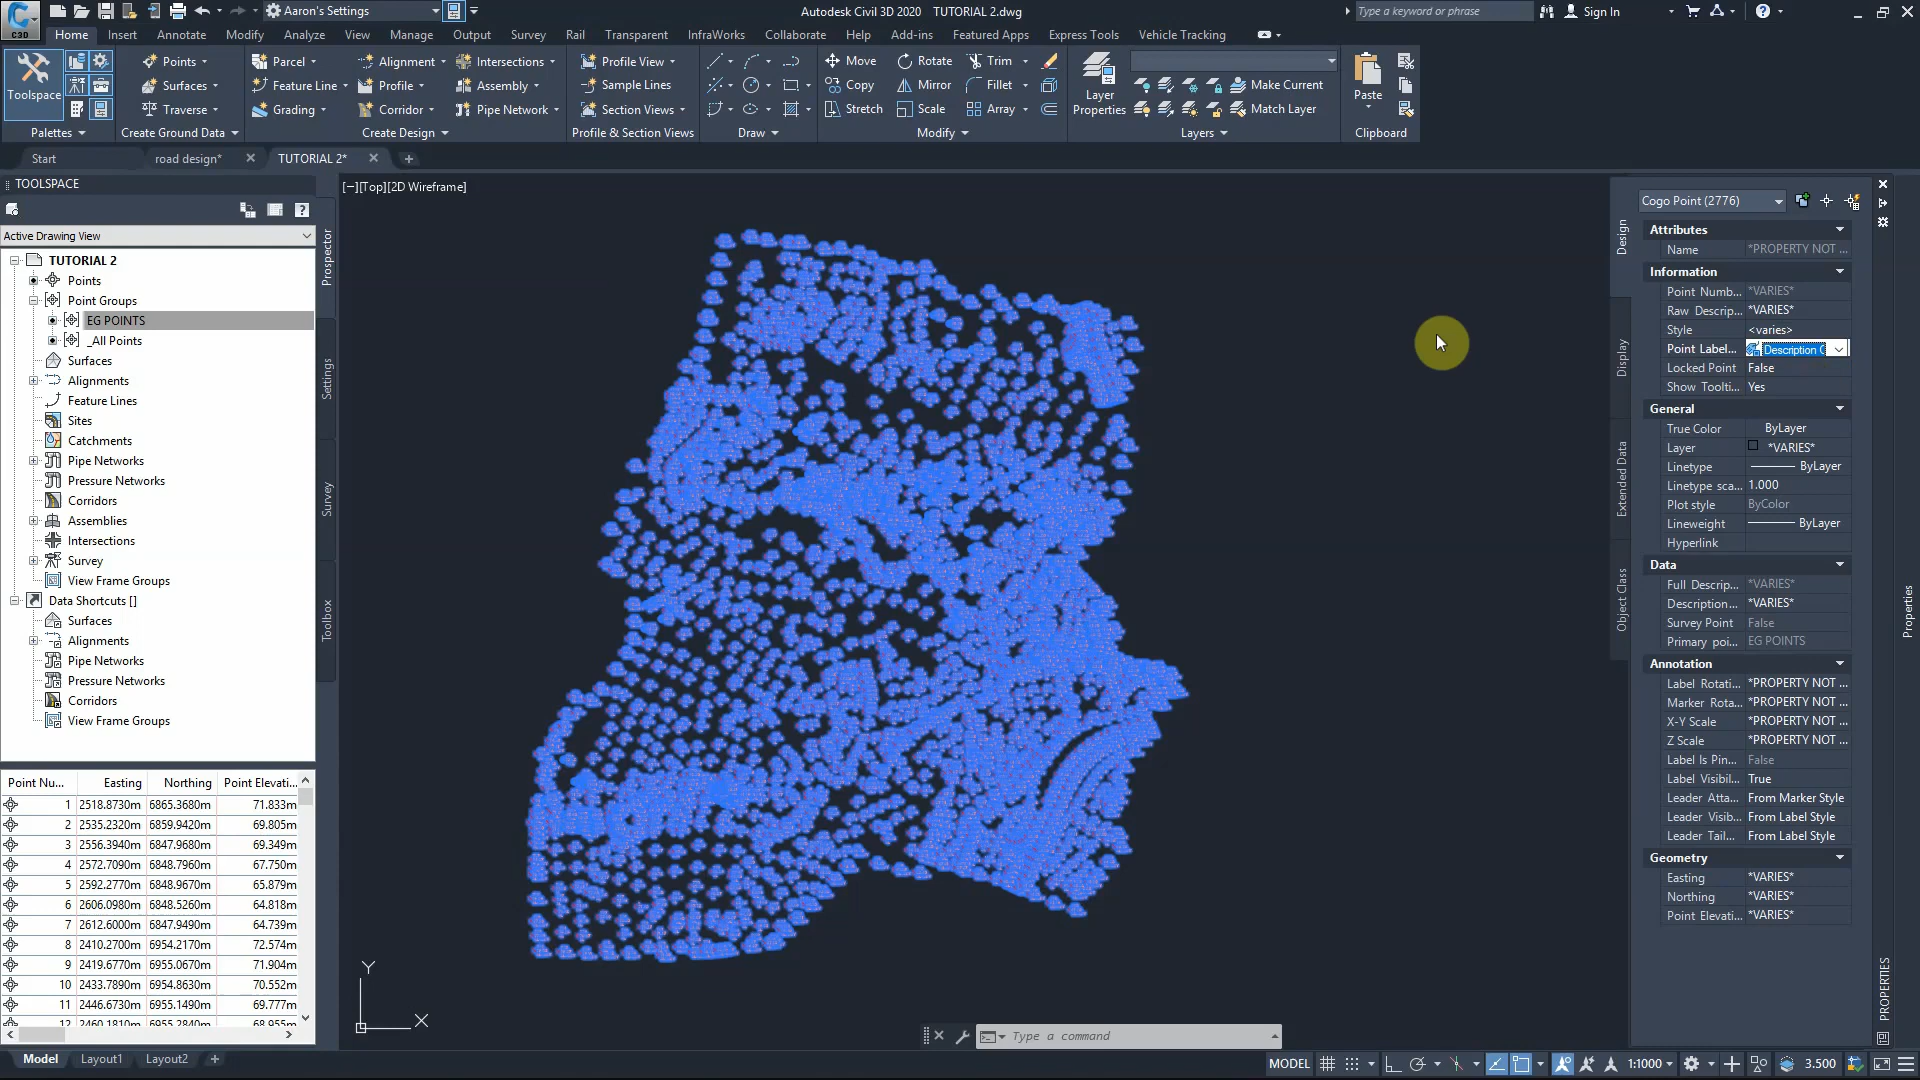 Aaron's Settings
Autodesk Civil 3D 2020 TUTORIAL 2.dwg
Type a keyword or phrase
Sign In
C3D
Home Insert Annotate Modify Analyze View Manage Output Survey Rail Transparent InfraWorks Collaborate Help Add-ins Featured Apps Express Tools Vehicle Tracking
Toolspace
Points
Surfaces
Traverse
Parcel
Feature Line
Grading
Alignment
Profile
Corridor
Intersections
Assembly
Pipe Network
Profile View
Sample Lines
Section Views
Move
Copy
Stretch
Rotate
Mirror
Scale
Trim
Fillet
Array
Layer
Properties
Make Current
Match Layer
Paste
Palettes Create Ground Data Create Design Profile & Section Views Draw Modify Layers Clipboard
Start road design* TUTORIAL 2*
TOOLSPACE
Active Drawing View
TUTORIAL 2
Points
Point Groups
EG POINTS
_All Points
Surfaces
Alignments
Feature Lines
Sites
Catchments
Pipe Networks
Pressure Networks
Corridors
Assemblies
Intersections
Survey
View Frame Groups
Data Shortcuts []
Surfaces
Alignments
Pipe Networks
Pressure Networks
Corridors
View Frame Groups
Prospector
Settings
Survey
Toolbox
Point Nu... Easting Northing Point Elevati...
1 2518.8730m 6865.3680m 71.833m
2 2535.2320m 6859.9420m 69.805m
3 2556.3940m 6847.9680m 69.349m
4 2572.7090m 6848.7960m 67.750m
5 2592.2770m 6848.9670m 65.879m
6 2606.0980m 6848.5260m 64.818m
7 2612.6000m 6847.9490m 64.739m
8 2410.2700m 6954.2170m 72.574m
9 2419.6770m 6955.0670m 71.904m
10 2433.7890m 6954.8630m 70.552m
11 2446.6730m 6955.1490m 69.777m
12 2460.1810m 6955.2840m 68.955m
[−][Top][2D Wireframe]
Y
X
Type a command
Design
Display
Extended Data
Object Class
Cogo Point (2776)
Attributes
Name *PROPERTY NOT ...
Information
Point Numb... *VARIES*
Raw Descrip... *VARIES*
Style <varies>
Point Label... Description
Locked Point False
Show Toolti... Yes
General
True Color ByLayer
Layer *VARIES*
Linetype ByLayer
Linetype sca... 1.000
Plot style ByColor
Lineweight ByLayer
Hyperlink
Data
Full Descrip... *VARIES*
Description... *VARIES*
Survey Point False
Primary poi... EG POINTS
Annotation
Label Rotati... *PROPERTY NOT ...
Marker Rota... *PROPERTY NOT ...
X-Y Scale *PROPERTY NOT ...
Z Scale *PROPERTY NOT ...
Label Is Pin... False
Label Visibil... True
Leader Atta... From Marker Style
Leader Visib... From Label Style
Leader Tail... From Label Style
Geometry
Easting *VARIES*
Northing *VARIES*
Point Elevati... *VARIES*
Properties
PROPERTIES
Model Layout1 Layout2
MODEL 1:1000 3.500